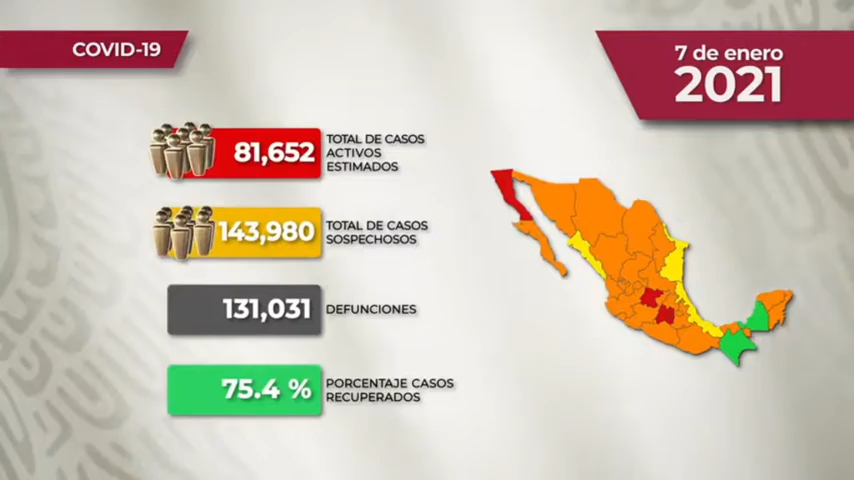 COVID-19
7 de enero
2021
81,652
TOTAL DE CASOS
ACTIVOS
ESTIMADOS
143,980
TOTAL DE CASOS
SOSPECHOSOS
131,031
DEFUNCIONES
75.4 %
PORCENTAJE CASOS
RECUPERADOS